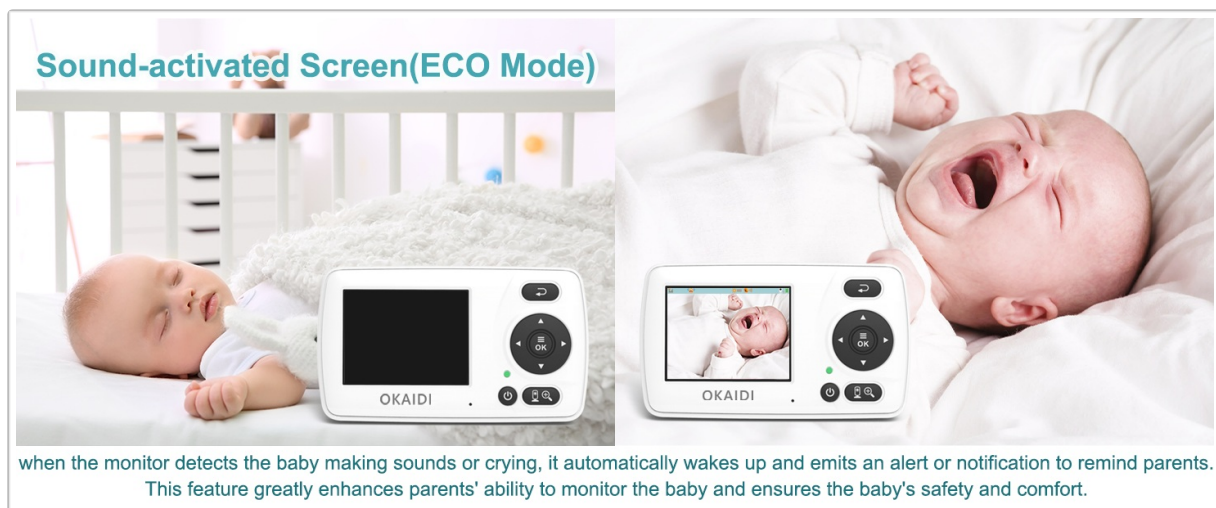 Sound-activated Screen(ECO Mode)
OK
OKAIDI
OK
OKAIDI
when the monitor detects the baby making sounds or crying, it automatically wakes up and emits an alert or notification to remind parents.
This feature greatly enhances parents' ability to monitor the baby and ensures the baby's safety and comfort.